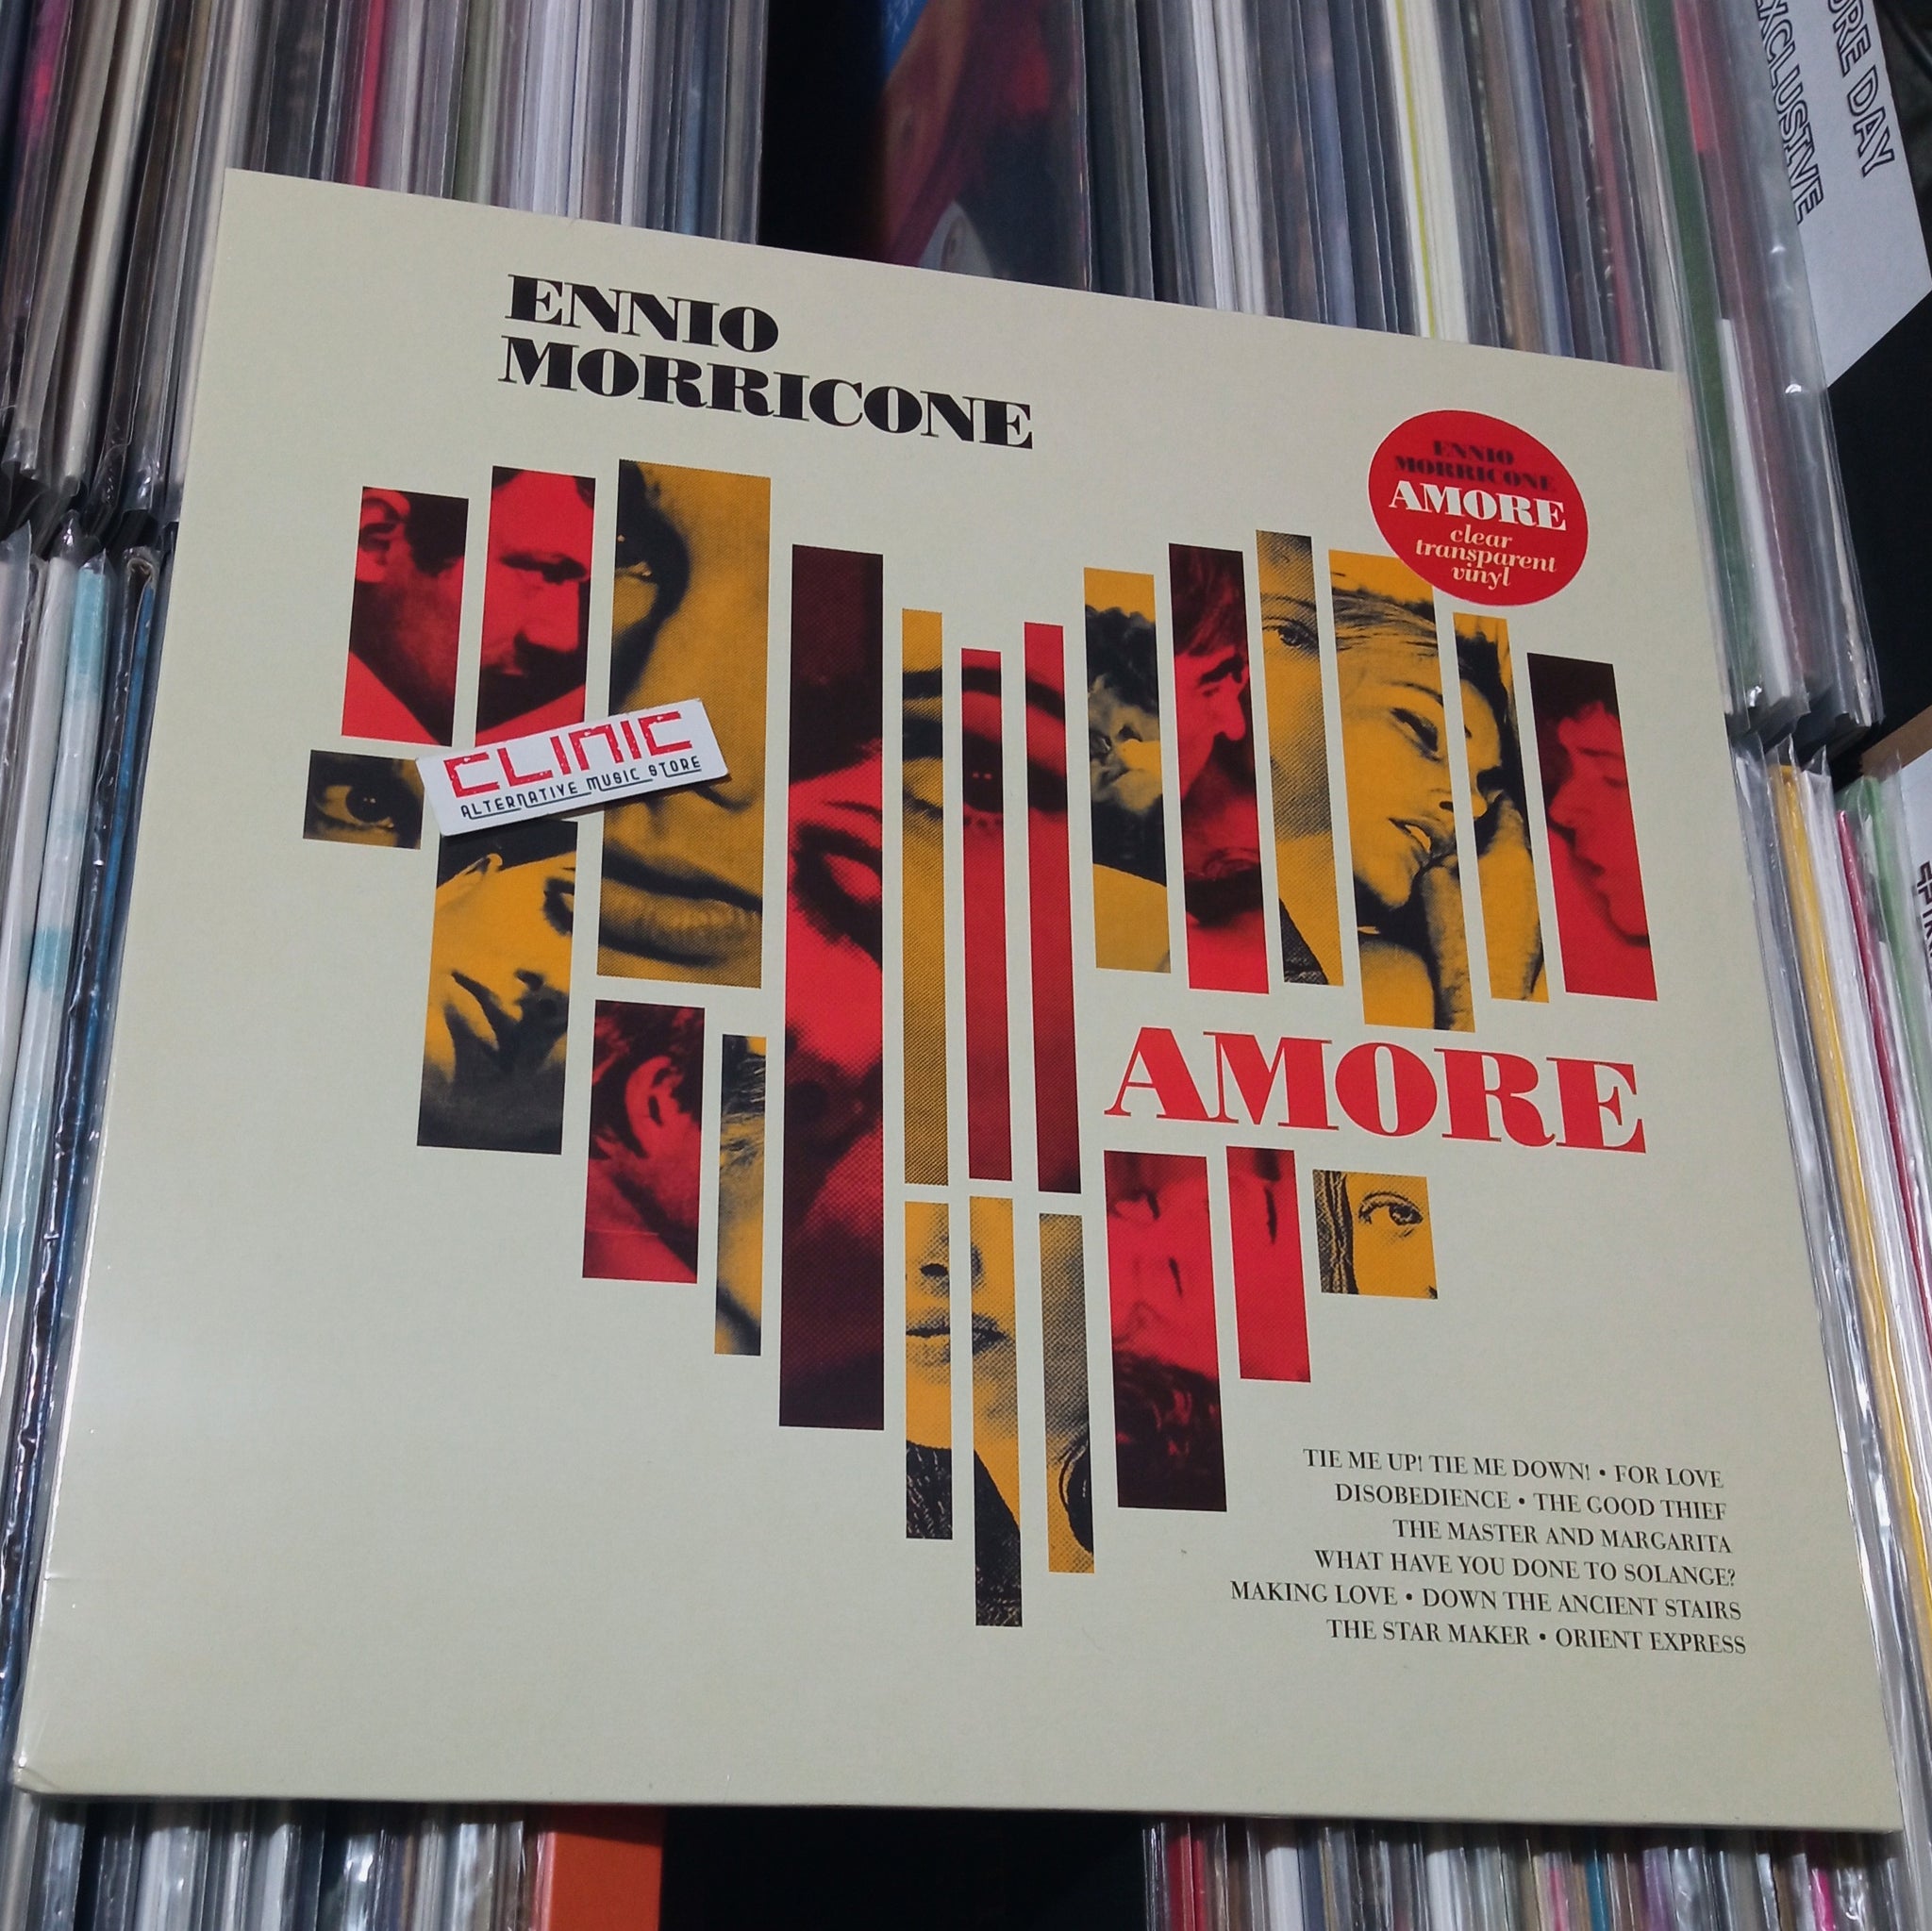 ORE DAY
EXCLUSIVE
ENNIO
MORRICONE
ENNIO
MORRICONE
AMORE
clear
transparent
vinyl
CLINIC
ALTERNATIVE MUSIC STORE
AMORE
TIE ME UP! TIE ME DOWN! • FOR LOVE
DISOBEDIENCE • THE GOOD THIEF
THE MASTER AND MARGARITA
WHAT HAVE YOU DONE TO SOLANGE?
MAKING LOVE • DOWN THE ANCIENT STAIRS
THE STAR MAKER • ORIENT EXPRESS